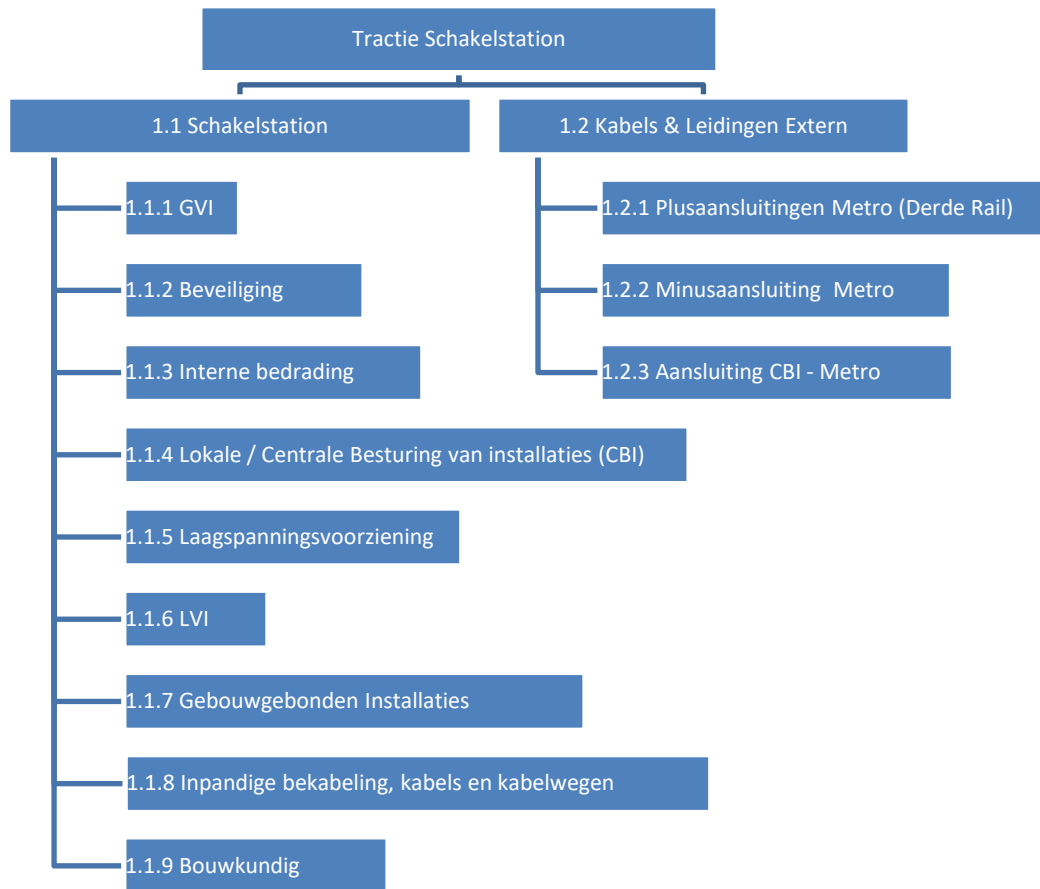 Tractie Schakelstation
1.1 Schakelstation
1.1.1 GVI
1.1.2 Beveiliging
1.1.3 Interne bedrading
1.1.4 Lokale / Centrale Besturing van installaties (CBI)
1.1.5 Laagspanningsvoorziening
1.1.6 LVI
1.1.7 Gebouwgebonden Installaties
1.1.8 Inpandige bekabeling, kabels en kabelwegen
1.1.9 Bouwkundig
1.2 Kabels & Leidingen Extern
1.2.1 Plusaansluitingen Metro (Derde Rail)
1.2.2 Minusaansluiting  Metro
1.2.3 Aansluiting CBI - Metro